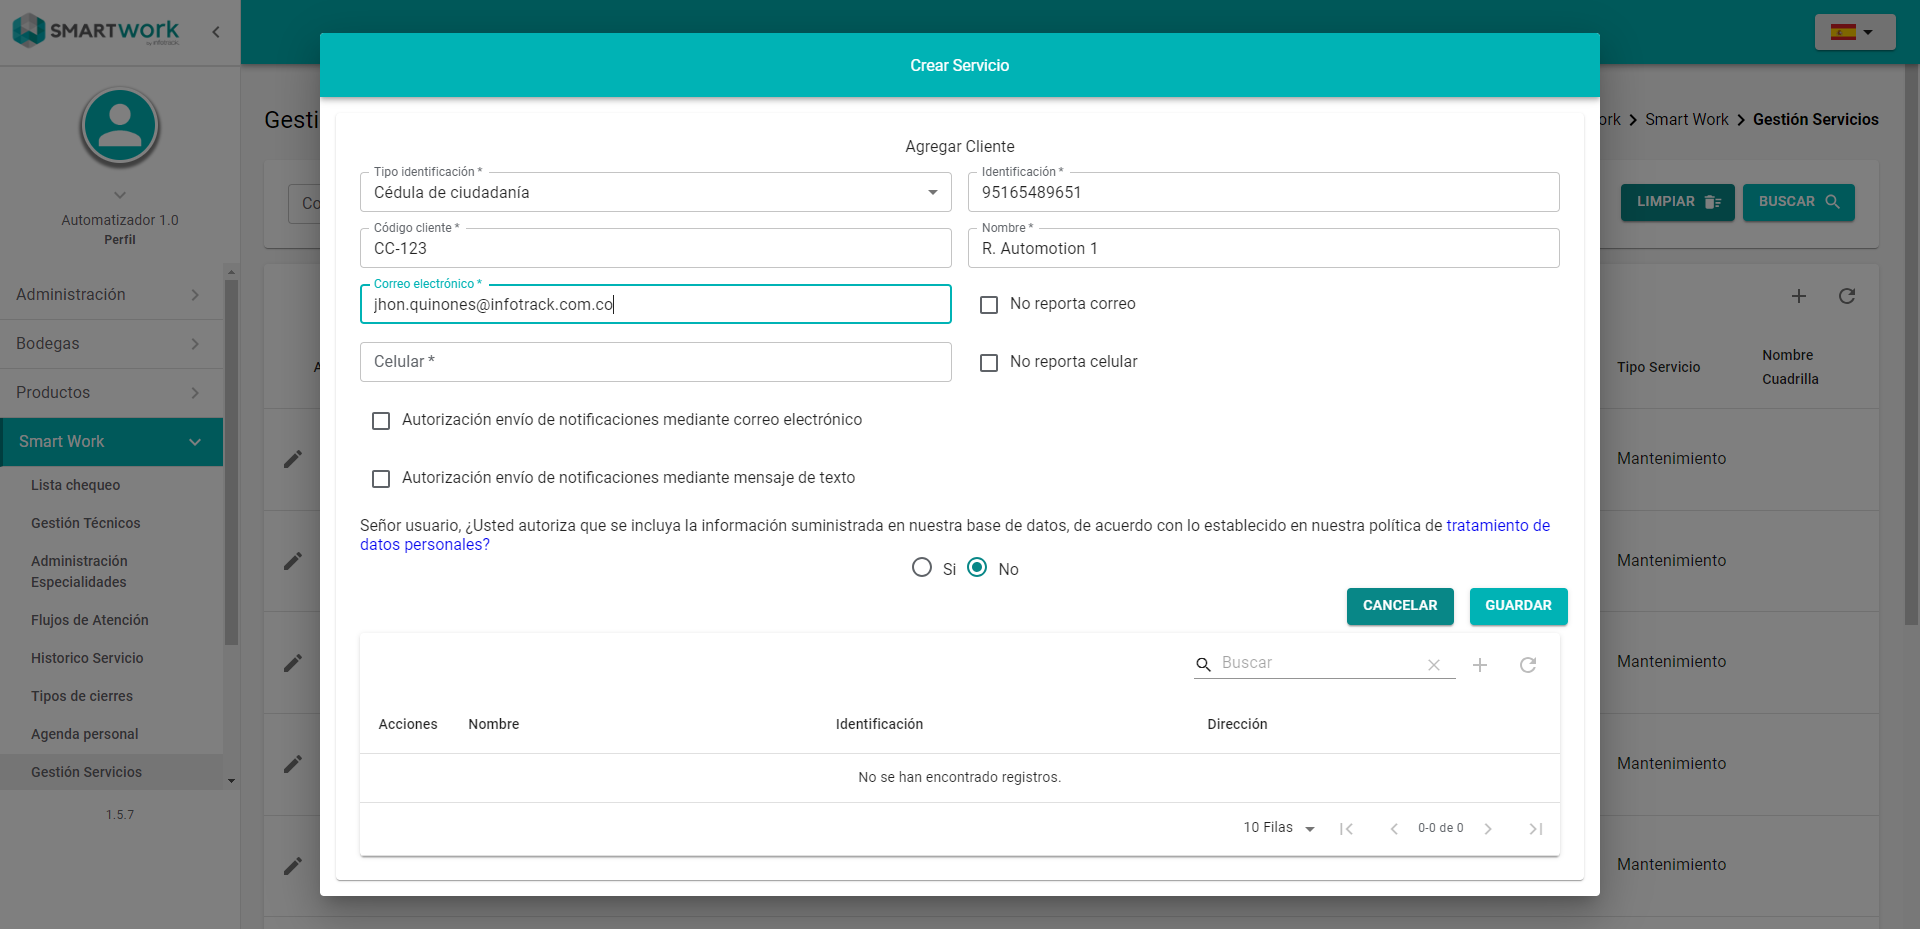 SMARTWORK
by infotrack
Automatizador 1.0
Perfil
Administración
Bodegas
Productos
Smart Work
Lista chequeo
Gestión Técnicos
Administración
Especialidades
Flujos de Atención
Historico Servicio
Tipos de cierres
Agenda personal
Gestión Servicios
1.5.7
Gesti
Co
A
ork > Smart Work > Gestión Servicios
LIMPIAR
BUSCAR
Tipo Servicio
Nombre
Cuadrilla
Mantenimiento
Mantenimiento
Mantenimiento
Mantenimiento
Mantenimiento
Crear Servicio
Agregar Cliente
Tipo identificación *
Cédula de ciudadanía
Identificación *
95165489651
Código cliente *
CC-123
Nombre *
R. Automotion 1
Correo electrónico *
jhon.quinones@infotrack.com.co
No reporta correo
Celular *
No reporta celular
Autorización envío de notificaciones mediante correo electrónico
Autorización envío de notificaciones mediante mensaje de texto
Señor usuario, ¿Usted autoriza que se incluya la información suministrada en nuestra base de datos, de acuerdo con lo establecido en nuestra política de tratamiento de
datos personales?
Si
No
CANCELAR
GUARDAR
Buscar
Acciones
Nombre
Identificación
Dirección
No se han encontrado registros.
10 Filas
0-0 de 0